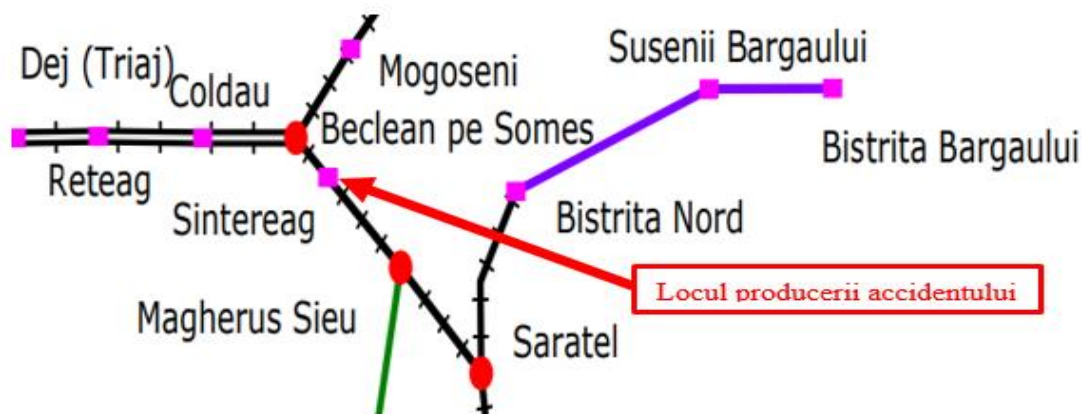 Susenii Bargaului
Dej (Triaj)
Mogoseni
Coldau
Beclean pe Somes
Bistrita Bargaului
Reteag
Sintereag
Bistrita Nord
Locul producerii accidentului
Magherus Sieu
Saratel